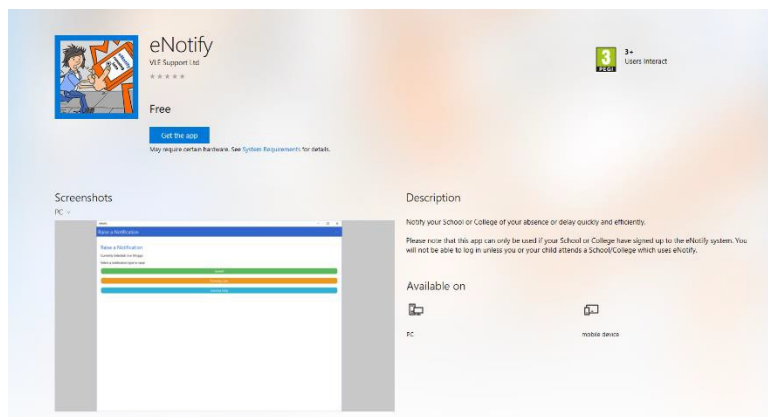 eNotify
VLE Support Ltd
Free
Get the app
May require certain hardware. See System Requirements for details.
3
PEGI
3+
Users Interact
Screenshots
PC
Raise a Notification
Raise a Notification
Description
Notify your School or College of your absence or delay quickly and efficiently.
Please note that this app can only be used if your School or College have signed up to the eNotify system. You
will not be able to log in unless you or your child attends a School/College which uses eNotify.
Available on
PC
mobile device